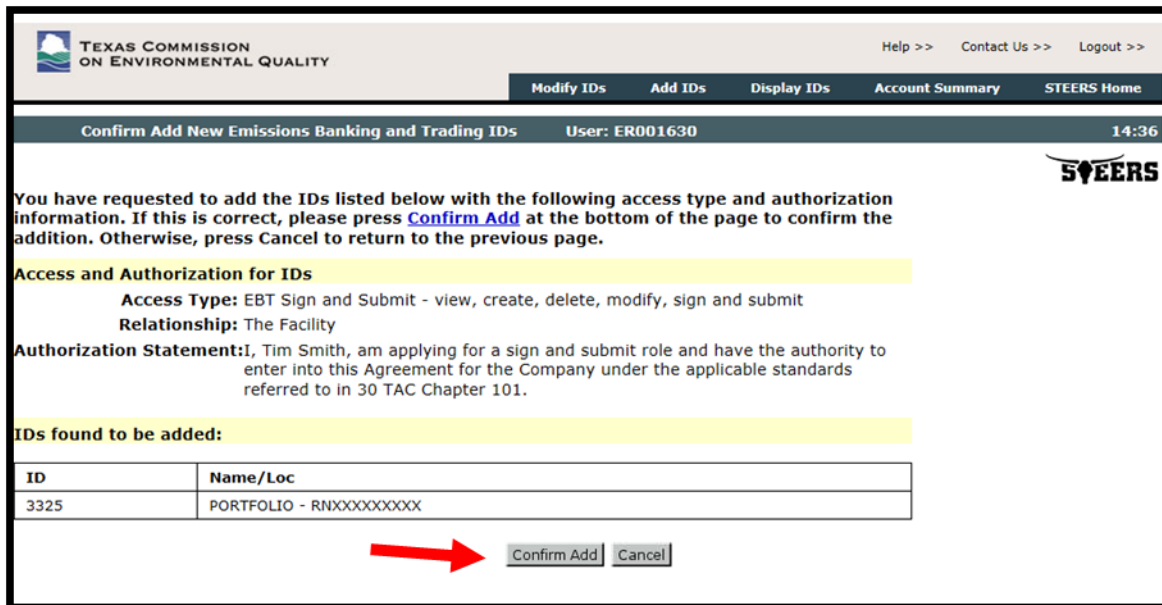 TEXAS COMMISSION
ON ENVIRONMENTAL QUALITY
Help >> Contact Us >> Logout >>
Modify IDs Add IDs Display IDs Account Summary STEERS Home
Confirm Add New Emissions Banking and Trading IDs User: ER001630 14:36
STEERS
You have requested to add the IDs listed below with the following access type and authorization
information. If this is correct, please press Confirm Add at the bottom of the page to confirm the
addition. Otherwise, press Cancel to return to the previous page.
Access and Authorization for IDs
Access Type: EBT Sign and Submit - view, create, delete, modify, sign and submit
Relationship: The Facility
Authorization Statement:I, Tim Smith, am applying for a sign and submit role and have the authority to
enter into this Agreement for the Company under the applicable standards
referred to in 30 TAC Chapter 101.
IDs found to be added:
ID Name/Loc
3325 PORTFOLIO - RNXXXXXXXXX
Confirm Add Cancel